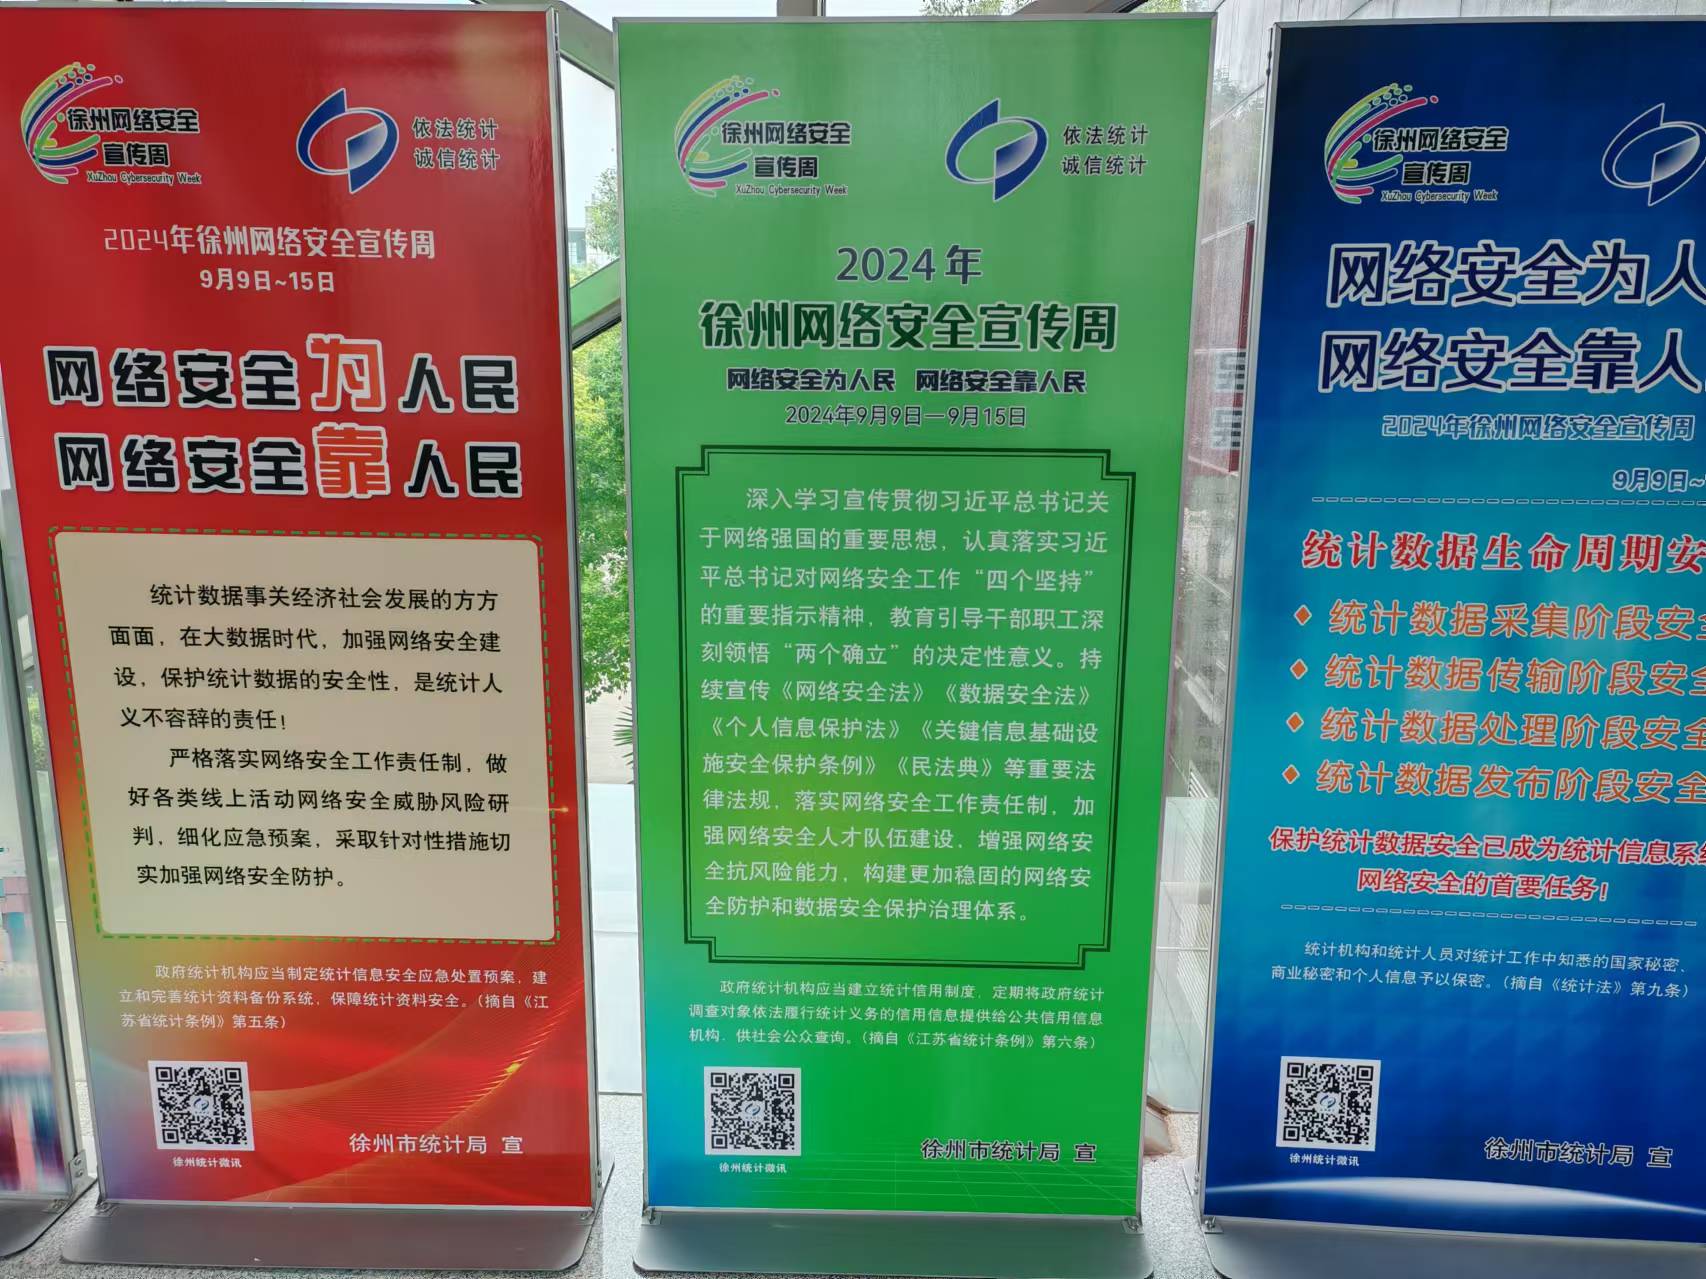 徐州网络安全
宣传周
XuZhou Cybersecurity Week
依法统计
诚信统计
2024年徐州网络安全宣传周
9月9日~15日
网络安全为人民
网络安全靠人民
统计数据事关经济社会发展的方方
面面，在大数据时代，加强网络安全建
设，保护统计数据的安全性，是统计人
义不容辞的责任！
严格落实网络安全工作责任制，做
好各类线上活动网络安全威胁风险研
判，细化应急预案，采取针对性措施切
实加强网络安全防护。
政府统计机构应当制定统计信息安全应急处置预案，建
立和完善统计资料备份系统，保障统计资料安全。（摘自《江
苏省统计条例》第五条）
徐州统计微讯
徐州市统计局 宣
徐州网络安全
宣传周
XuZhou Cybersecurity Week
依法统计
诚信统计
2024年
徐州网络安全宣传周
网络安全为人民 网络安全靠人民
2024年9月9日—9月15日
深入学习宣传贯彻习近平总书记关
于网络强国的重要思想，认真落实习近
平总书记对网络安全工作“四个坚持”
的重要指示精神，教育引导干部职工深
刻领悟“两个确立”的决定性意义。持
续宣传《网络安全法》《数据安全法》
《个人信息保护法》《关键信息基础设
施安全保护条例》《民法典》等重要法
律法规，落实网络安全工作责任制，加
强网络安全人才队伍建设，增强网络安
全抗风险能力，构建更加稳固的网络安
全防护和数据安全保护治理体系。
政府统计机构应当建立统计信用制度，定期将政府统计
调查对象依法履行统计义务的信用信息提供给公共信用信息
机构，供社会公众查询。（摘自《江苏省统计条例》第六条）
徐州统计微讯
徐州市统计局 宣
徐州网络安全
宣传周
XuZhou Cybersecurity Week
网络安全为人
网络安全靠人
2024年徐州网络安全宣传周
9月9日~
统计数据生命周期安
统计数据采集阶段安全
统计数据传输阶段安全
统计数据处理阶段安全
统计数据发布阶段安全
保护统计数据安全已成为统计信息系统
网络安全的首要任务！
统计机构和统计人员对统计工作中知悉的国家秘密、
商业秘密和个人信息予以保密。（摘自《统计法》第九条）
徐州统计微讯
徐州市统计局 宣